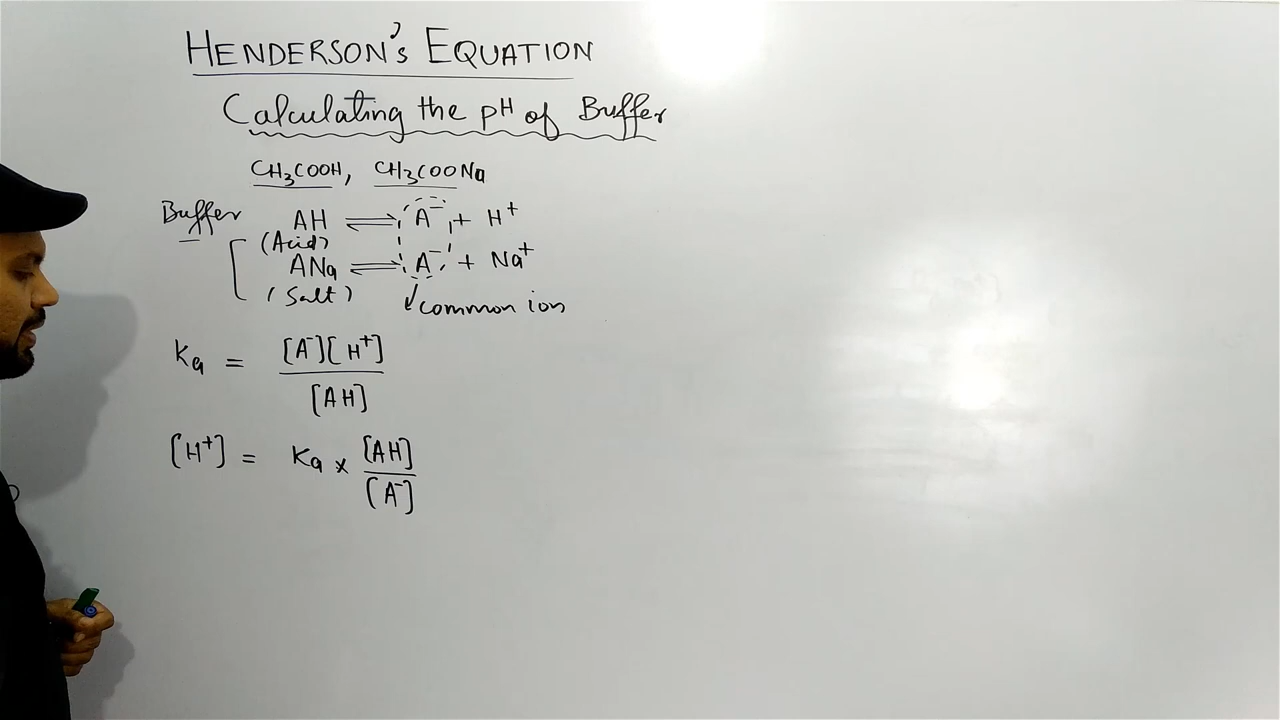 HENDERSON's EQUATION
Calculating the pH of Buffer
CH₃COOH, CH₃COONa
Buffer AH ⇌ A⁻ + H⁺
(Acid)
ANa ⇌ A⁻ + Na⁺
(Salt) common ion
Ka = [A⁻][H⁺]
[AH]
[H⁺] = Ka × [AH]
[A⁻]